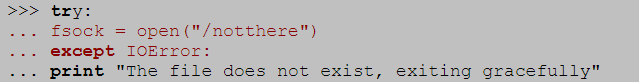 >>> try:
... fsock = open("/notthere")
... except IOError:
... print "The file does not exist, exiting gracefully"